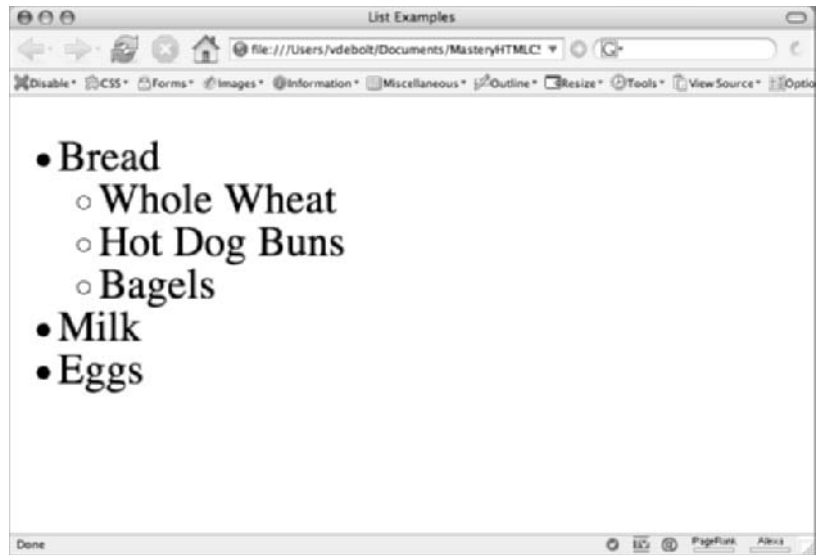 List Examples
file:///Users/vdebolt/Documents/MasteryHTMLC
Disable CSS Forms Images Information Miscellaneous Outline Resize Tools View Source Optio
Bread
Whole Wheat
Hot Dog Buns
Bagels
Milk
Eggs
Done PageRank Alexa